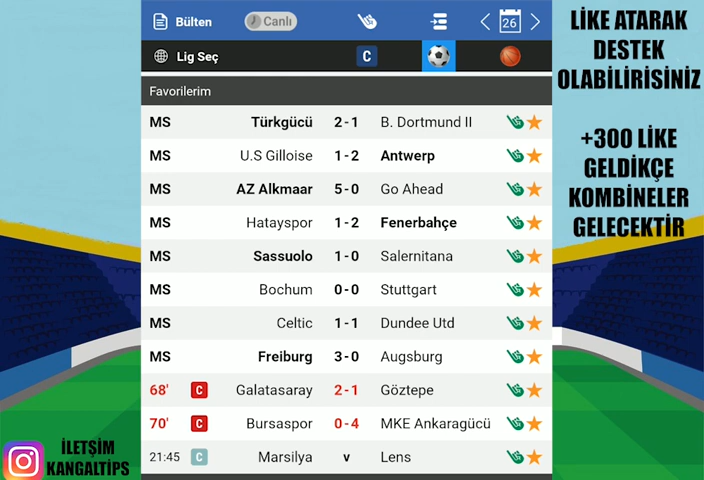 Bülten
Canlı
26
LİKE ATARAK
DESTEK
OLABİLİRİSİNİZ
Lig Seç
C
Favorilerim
MS Türkgücü 2 - 1 B. Dortmund II
MS U.S Gilloise 1 - 2 Antwerp
MS AZ Alkmaar 5 - 0 Go Ahead
MS Hatayspor 1 - 2 Fenerbahçe
MS Sassuolo 1 - 0 Salernitana
MS Bochum 0 - 0 Stuttgart
MS Celtic 1 - 1 Dundee Utd
MS Freiburg 3 - 0 Augsburg
68' C Galatasaray 2 - 1 Göztepe
70' C Bursaspor 0 - 4 MKE Ankaragücü
21:45 C Marsilya v Lens
+300 LİKE
GELDİKÇE
KOMBİNELER
GELECEKTİR
İLETŞİM
KANGALTİPS